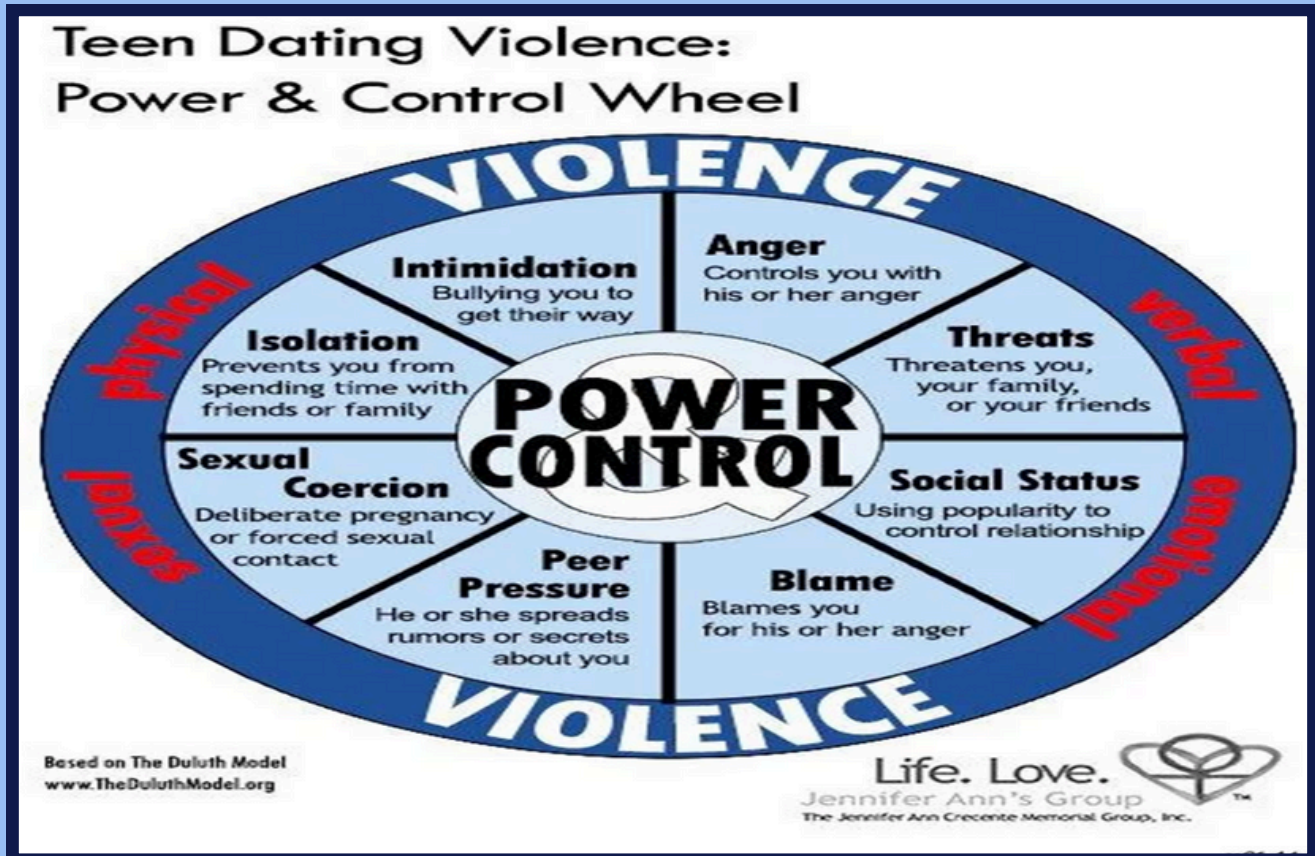 Teen Dating Violence:
Power & Control Wheel
VIOLENCE
Anger
Controls you with
his or her anger
Threats
Threatens you,
your family,
or your friends
Social Status
Using popularity to
control relationship
Blame
Blames you
for his or her anger
Peer
Pressure
He or she spreads
rumors or secrets
about you
Sexual
Coercion
Deliberate pregnancy
or forced sexual
contact
Isolation
Prevents you from
spending time with
friends or family
Intimidation
Bullying you to
get their way
&
POWER
CONTROL
physical
verbal
sexual
emotional
VIOLENCE
Based on The Duluth Model
www.TheDuluthModel.org
Life. Love.
Jennifer Ann's Group
The Jennifer Ann Crecente Memorial Group, Inc.
TM